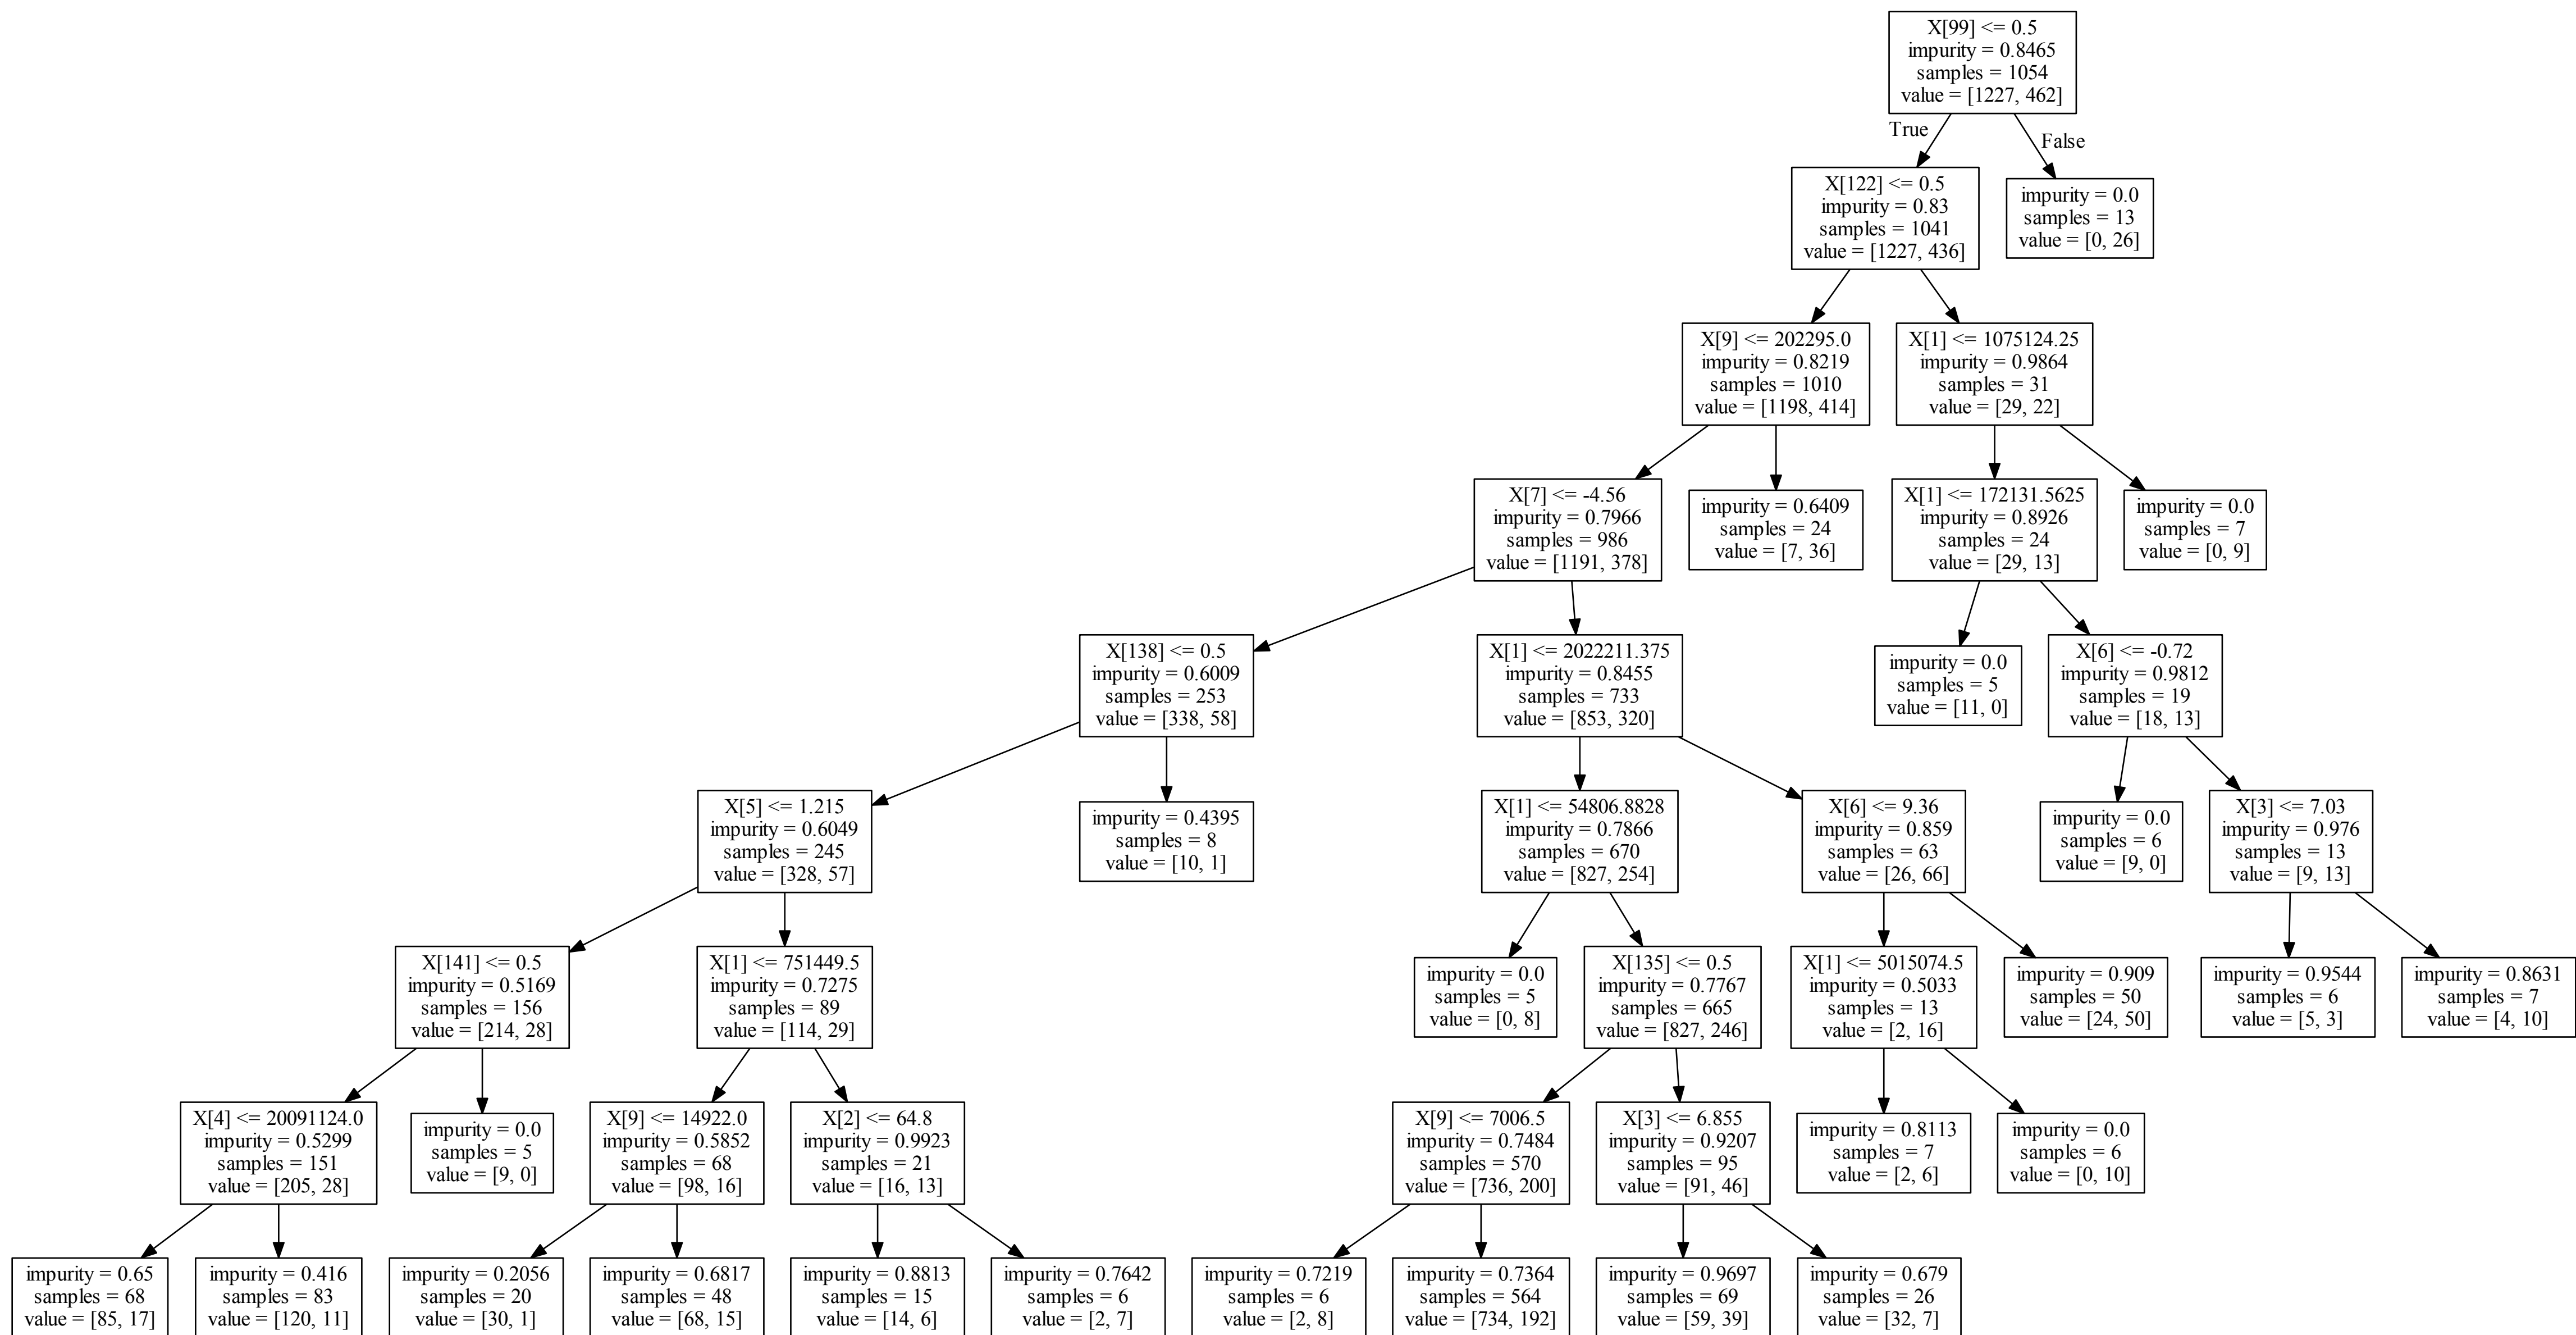 X[99] <= 0.5
impurity = 0.8465
samples = 1054
value = [1227, 462]
True
False
X[122] <= 0.5
impurity = 0.83
samples = 1041
value = [1227, 436]
impurity = 0.0
samples = 13
value = [0, 26]
X[9] <= 202295.0
impurity = 0.8219
samples = 1010
value = [1198, 414]
X[1] <= 1075124.25
impurity = 0.9864
samples = 31
value = [29, 22]
X[7] <= -4.56
impurity = 0.7966
samples = 986
value = [1191, 378]
impurity = 0.6409
samples = 24
value = [7, 36]
X[1] <= 172131.5625
impurity = 0.8926
samples = 24
value = [29, 13]
impurity = 0.0
samples = 7
value = [0, 9]
X[138] <= 0.5
impurity = 0.6009
samples = 253
value = [338, 58]
X[1] <= 2022211.375
impurity = 0.8455
samples = 733
value = [853, 320]
impurity = 0.0
samples = 5
value = [11, 0]
X[6] <= -0.72
impurity = 0.9812
samples = 19
value = [18, 13]
X[5] <= 1.215
impurity = 0.6049
samples = 245
value = [328, 57]
impurity = 0.4395
samples = 8
value = [10, 1]
X[1] <= 54806.8828
impurity = 0.7866
samples = 670
value = [827, 254]
X[6] <= 9.36
impurity = 0.859
samples = 63
value = [26, 66]
impurity = 0.0
samples = 6
value = [9, 0]
X[3] <= 7.03
impurity = 0.976
samples = 13
value = [9, 13]
X[141] <= 0.5
impurity = 0.5169
samples = 156
value = [214, 28]
X[1] <= 751449.5
impurity = 0.7275
samples = 89
value = [114, 29]
impurity = 0.0
samples = 5
value = [0, 8]
X[135] <= 0.5
impurity = 0.7767
samples = 665
value = [827, 246]
X[1] <= 5015074.5
impurity = 0.5033
samples = 13
value = [2, 16]
impurity = 0.909
samples = 50
value = [24, 50]
impurity = 0.9544
samples = 6
value = [5, 3]
impurity = 0.8631
samples = 7
value = [4, 10]
X[4] <= 20091124.0
impurity = 0.5299
samples = 151
value = [205, 28]
impurity = 0.0
samples = 5
value = [9, 0]
X[9] <= 14922.0
impurity = 0.5852
samples = 68
value = [98, 16]
X[2] <= 64.8
impurity = 0.9923
samples = 21
value = [16, 13]
X[9] <= 7006.5
impurity = 0.7484
samples = 570
value = [736, 200]
X[3] <= 6.855
impurity = 0.9207
samples = 95
value = [91, 46]
impurity = 0.8113
samples = 7
value = [2, 6]
impurity = 0.0
samples = 6
value = [0, 10]
impurity = 0.65
samples = 68
value = [85, 17]
impurity = 0.416
samples = 83
value = [120, 11]
impurity = 0.2056
samples = 20
value = [30, 1]
impurity = 0.6817
samples = 48
value = [68, 15]
impurity = 0.8813
samples = 15
value = [14, 6]
impurity = 0.7642
samples = 6
value = [2, 7]
impurity = 0.7219
samples = 6
value = [2, 8]
impurity = 0.7364
samples = 564
value = [734, 192]
impurity = 0.9697
samples = 69
value = [59, 39]
impurity = 0.679
samples = 26
value = [32, 7]